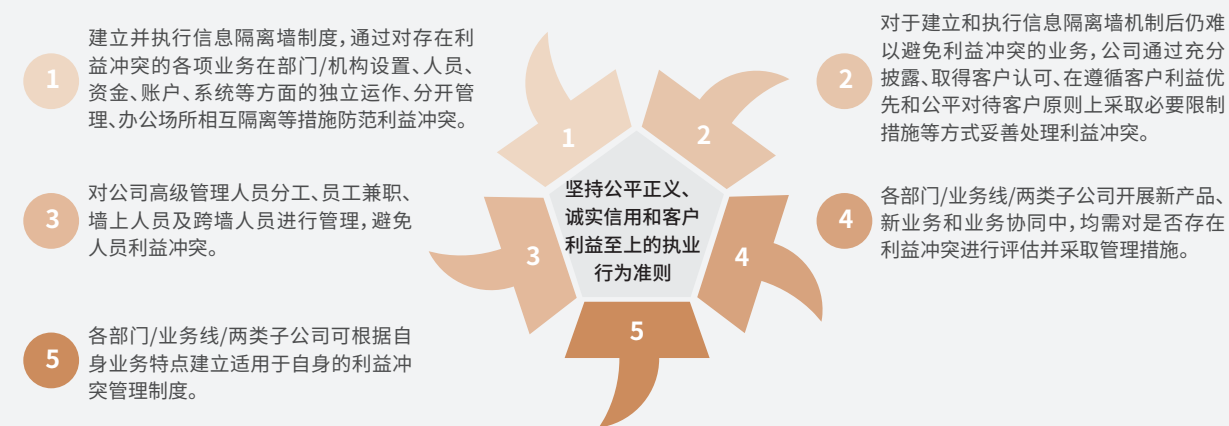 1
建立并执行信息隔离墙制度，通过对存在利
益冲突的各项业务在部门/机构设置、人员、
资金、账户、系统等方面的独立运作、分开管
理、办公场所相互隔离等措施防范利益冲突。
2
对于建立和执行信息隔离墙机制后仍难
以避免利益冲突的业务，公司通过充分
披露、取得客户认可、在遵循客户利益优
先和公平对待客户原则上采取必要限制
措施等方式妥善处理利益冲突。
3
对公司高级管理人员分工、员工兼职、
墙上人员及跨墙人员进行管理，避免
人员利益冲突。
4
各部门/业务线/两类子公司开展新产品、
新业务和业务协同中，均需对是否存在
利益冲突进行评估并采取管理措施。
5
各部门/业务线/两类子公司可根据自
身业务特点建立适用于自身的利益冲
突管理制度。
1
2
3
4
5
坚持公平正义、
诚实信用和客户
利益至上的执业
行为准则